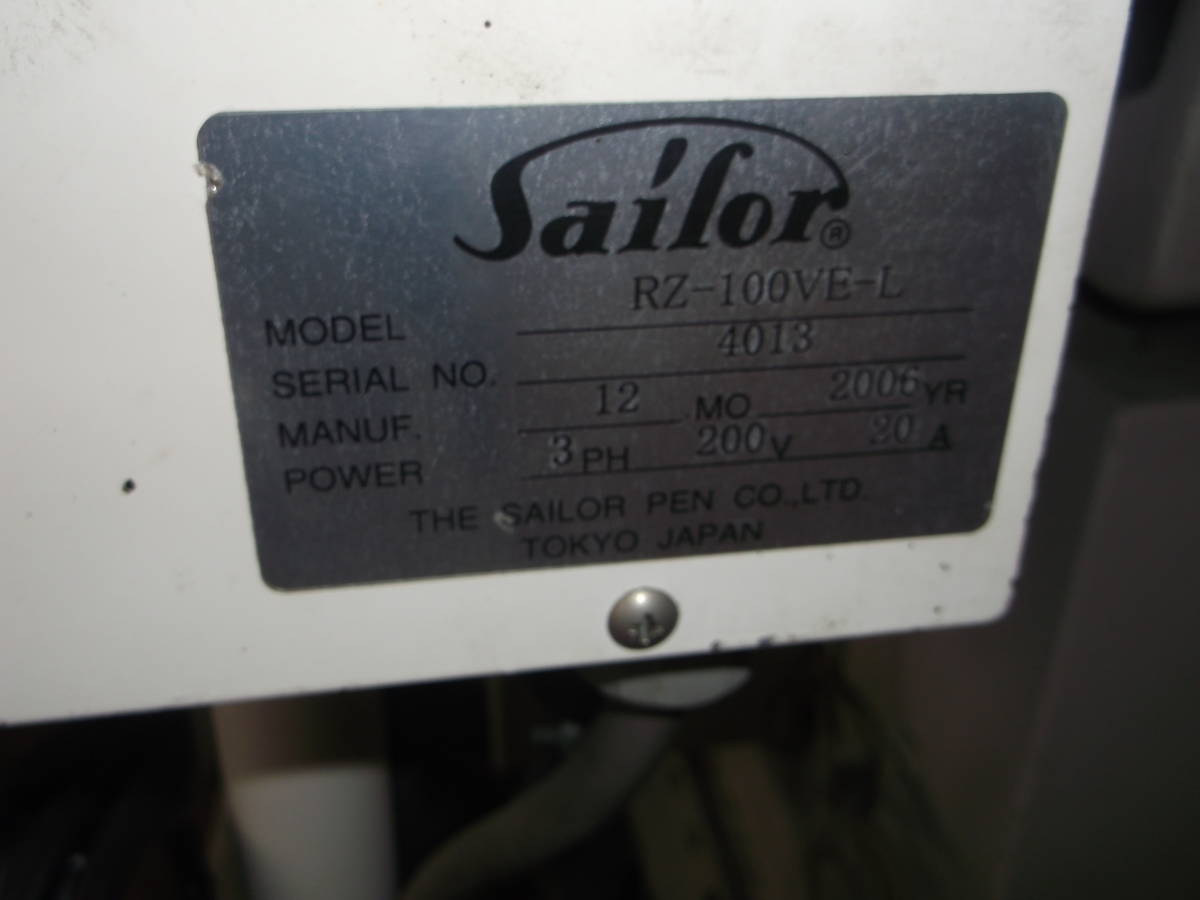 Sailor®
MODEL RZ-100VE-L
SERIAL NO. 4013
MANUF. 12 MO 2006 YR
POWER 3 PH 200 V 20 A
THE SAILOR PEN CO.,LTD.
TOKYO JAPAN